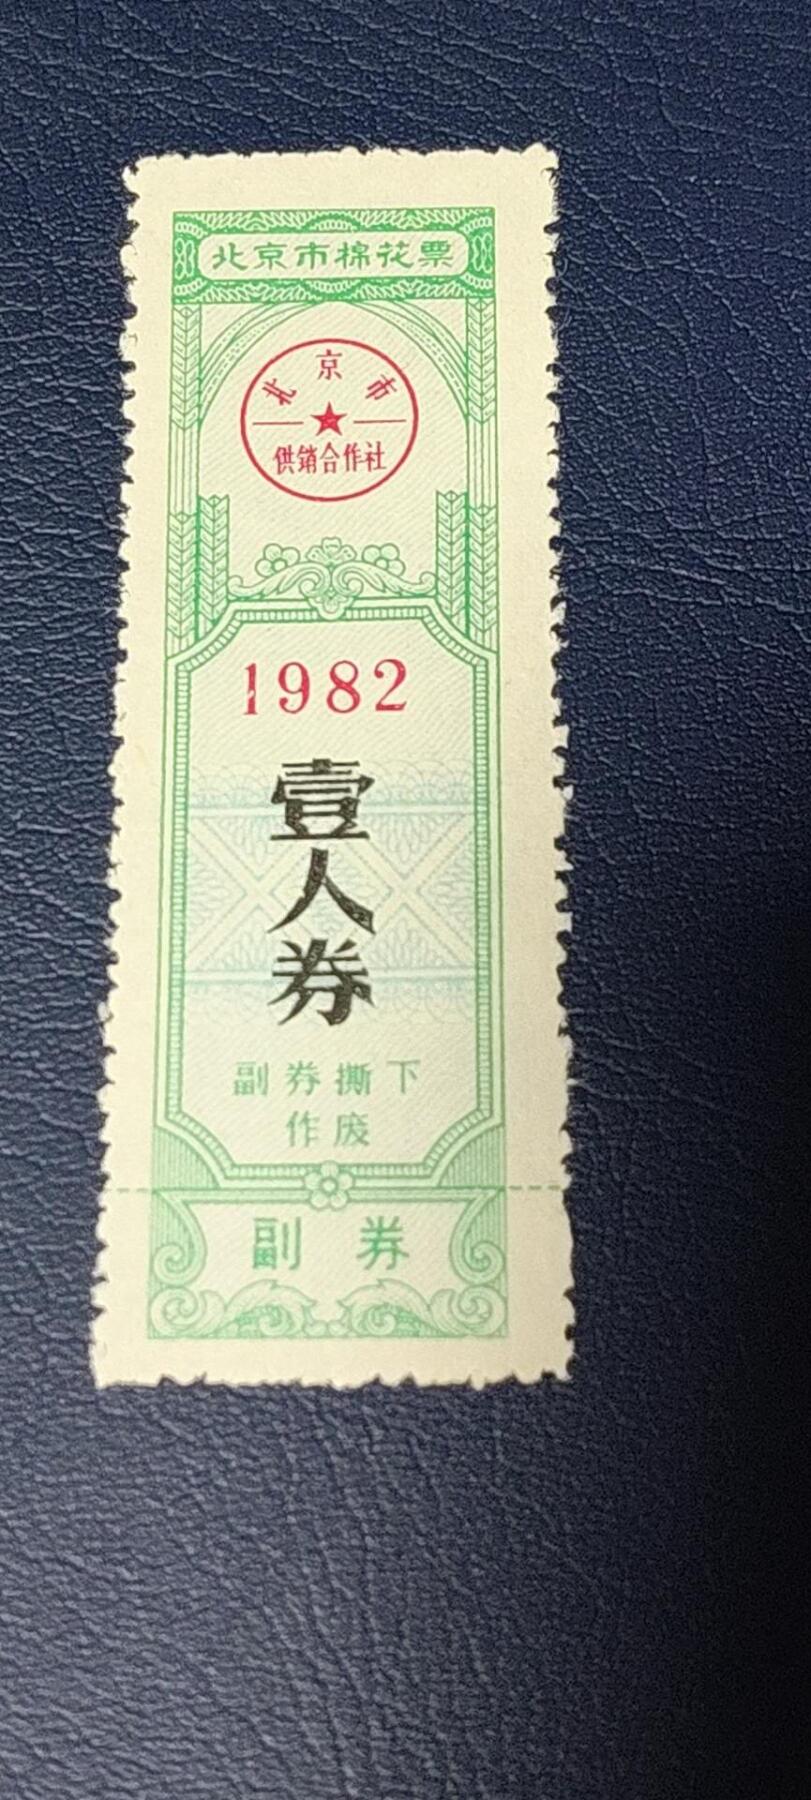 北京市棉花票
北京市
供销合作社
1982
壹人券
副券撕下
作废
副券